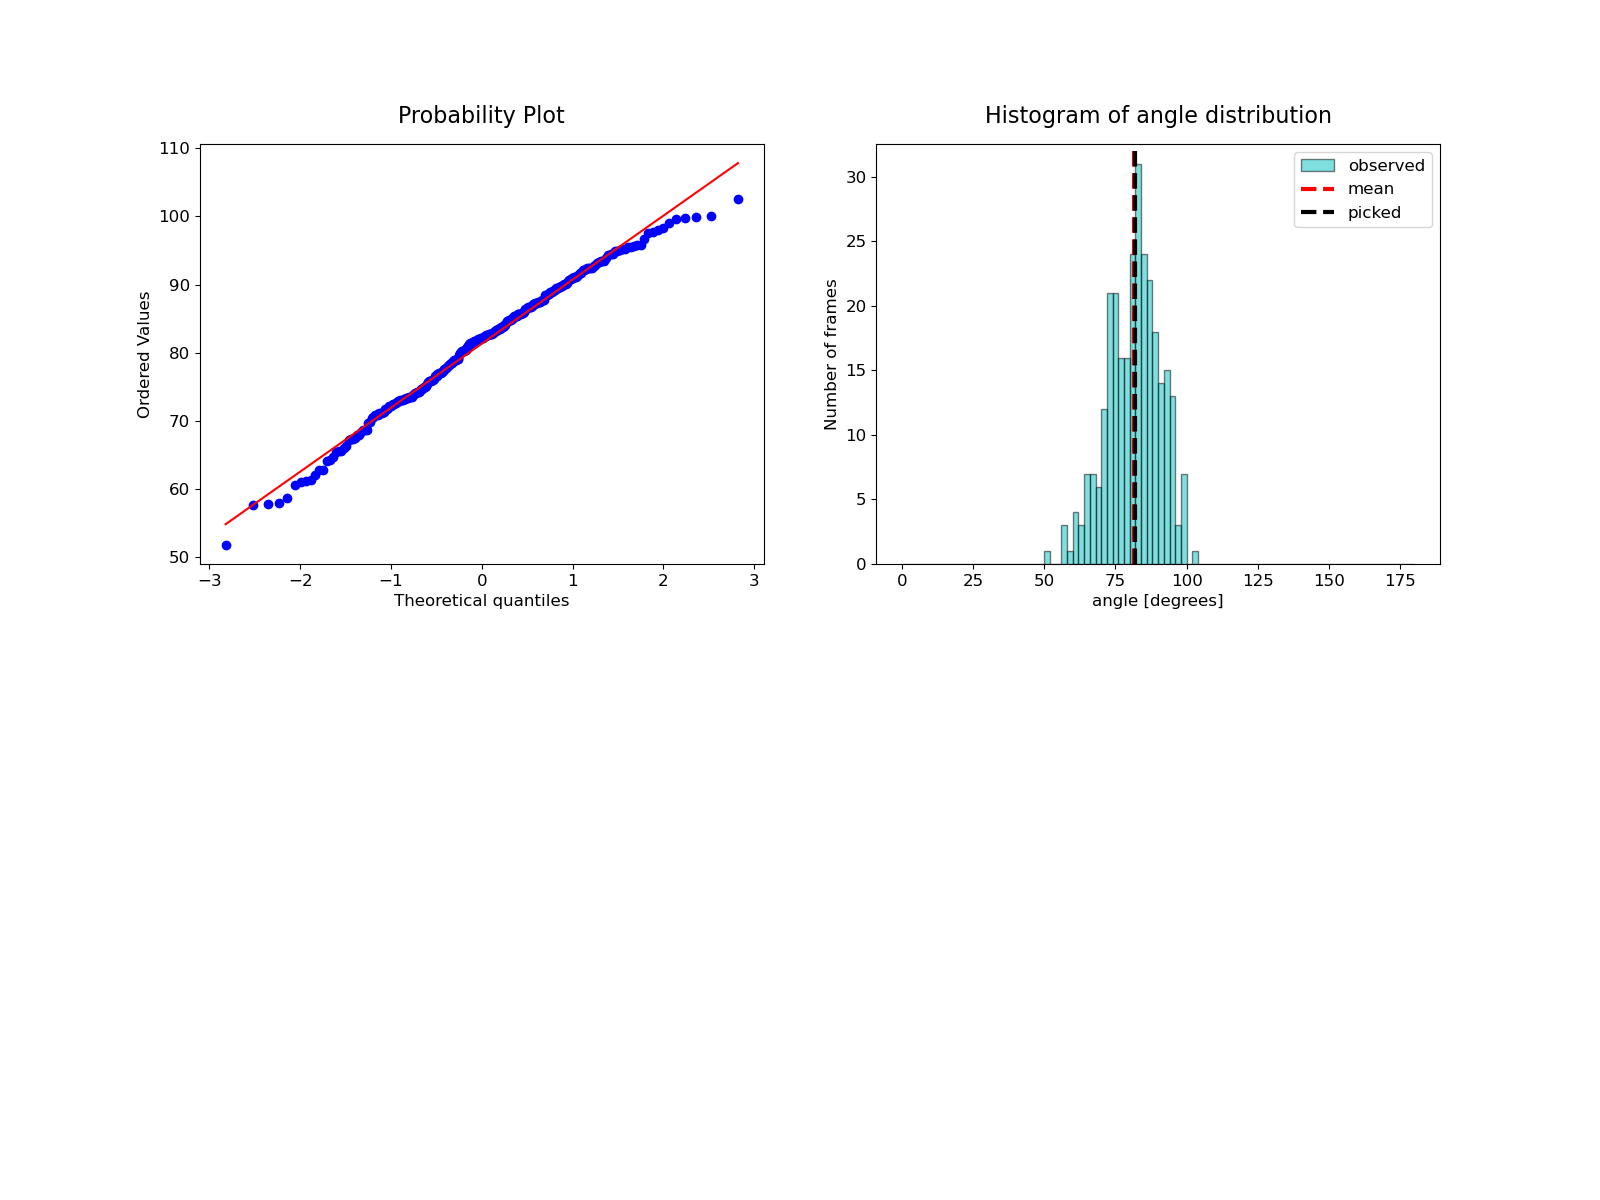 Probability Plot
110
100
90
80
70
60
50
Ordered Values
−3 −2 −1 0 1 2 3
Theoretical quantiles
Histogram of angle distribution
observed
mean
picked
30
25
20
15
10
5
0
Number of frames
0 25 50 75 100 125 150 175
angle [degrees]